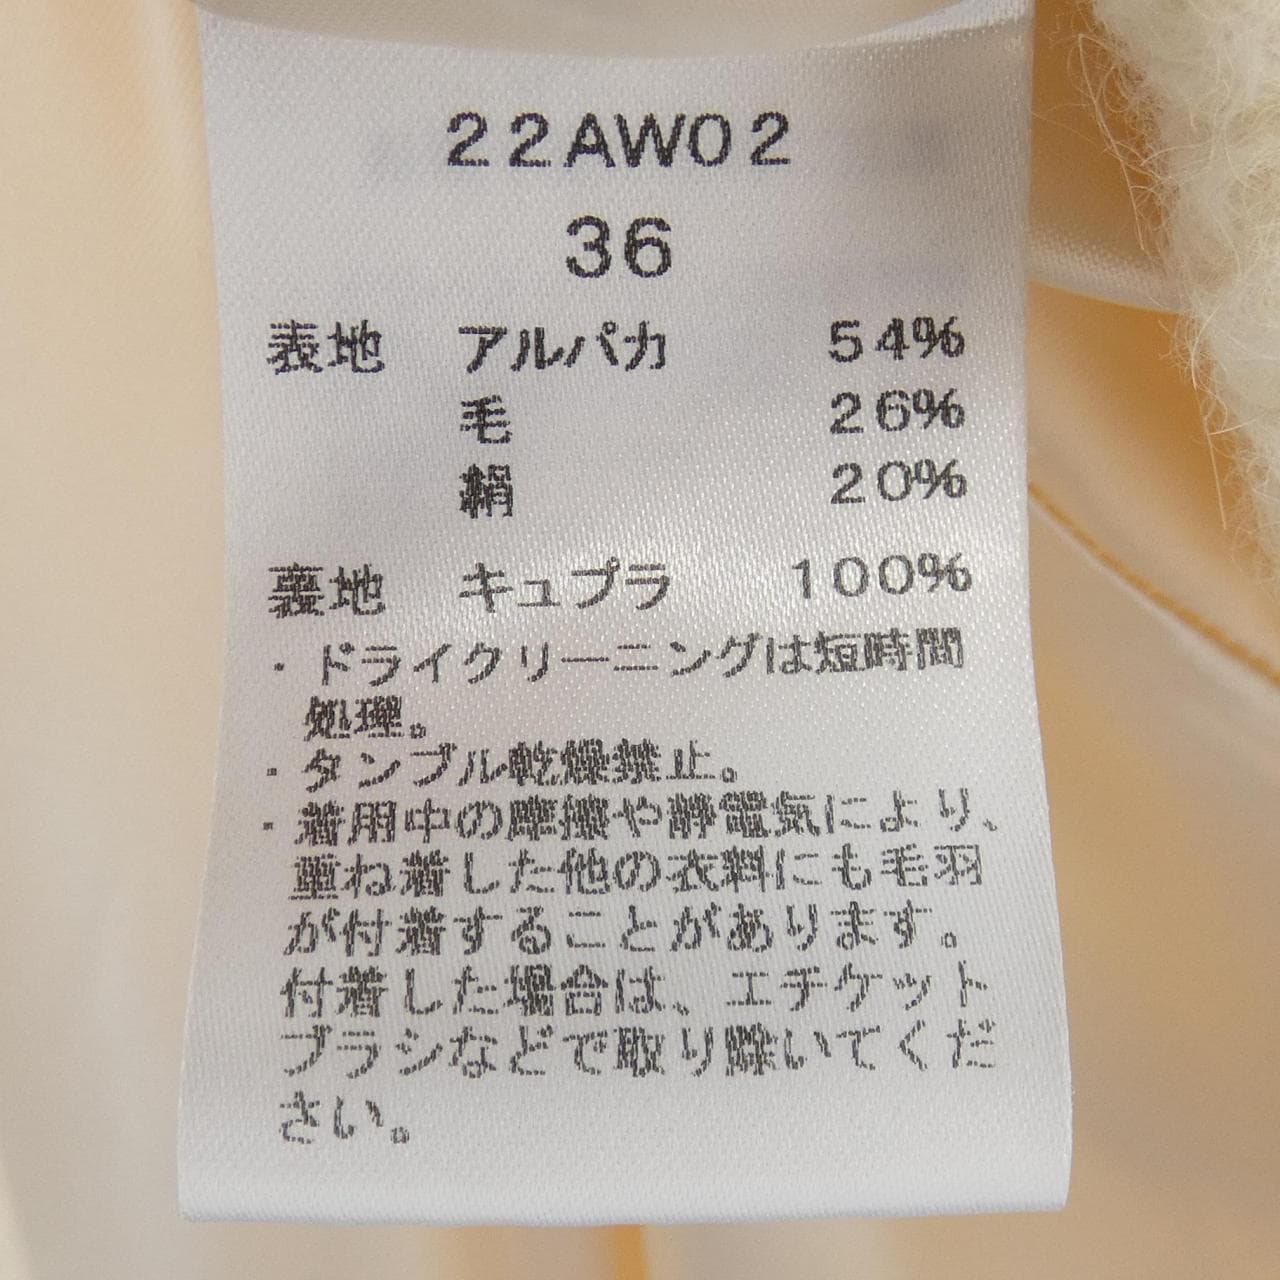 22AW02
36
表地 アルパカ 54%
毛 26%
絹 20%
裏地 キュプラ 100%
・ドライクリーニングは短時間
処理。
・タンブル乾燥禁止。
・着用中の摩擦や静電気により、
重ね着した他の衣料にも毛羽
が付着することがあります。
付着した場合は、エチケット
ブラシなどで取り除いてくだ
さい。